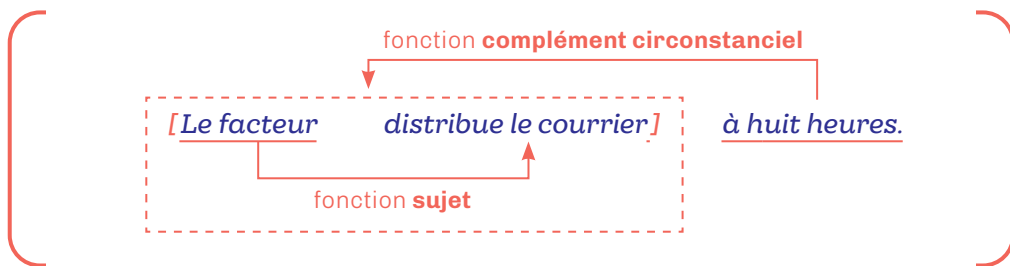 fonction complément circonstanciel
[Le facteur distribue le courrier] à huit heures.
fonction sujet